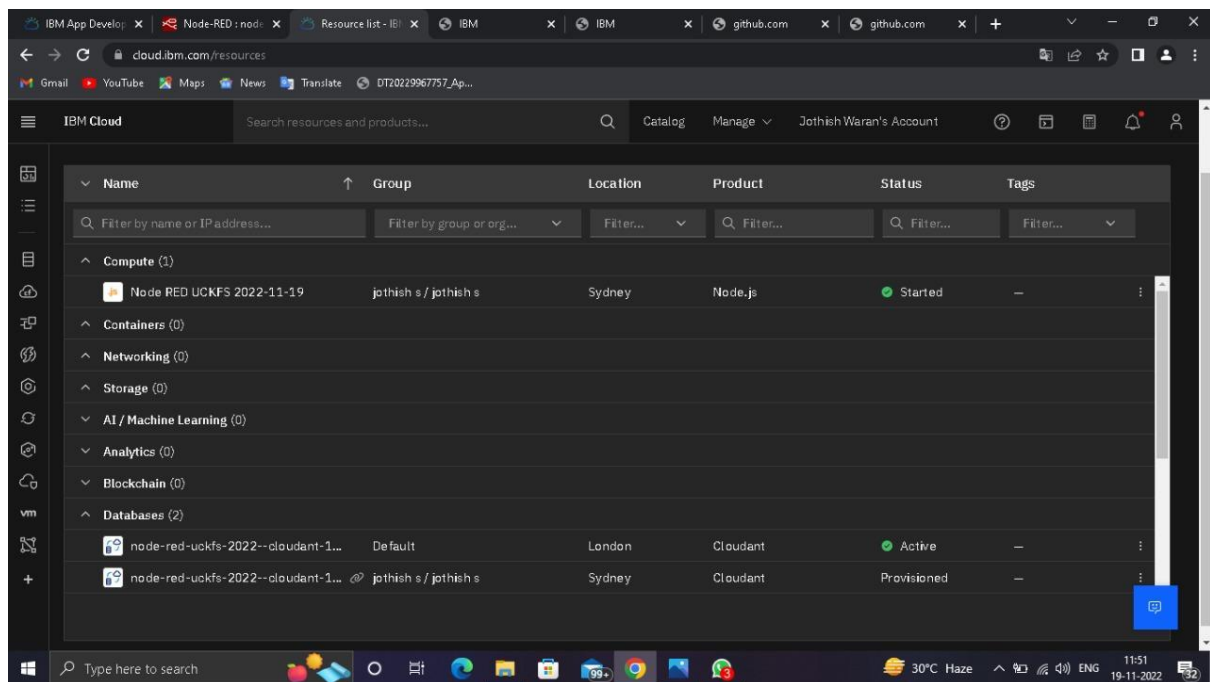 IBM App Develop Node-RED : node Resource list - IB IBM IBM github.com github.com
cloud.ibm.com/resources
Gmail YouTube Maps News Translate DT20229967757_Ap...
IBM Cloud Search resources and products... Catalog Manage Jothish Waran's Account
Name Group Location Product Status Tags
Filter by name or IP address... Filter by group or org... Filter... Filter... Filter... Filter...
Compute (1)
Node RED UCKFS 2022-11-19 jothish s / jothish s Sydney Node.js Started –
Containers (0)
Networking (0)
Storage (0)
AI / Machine Learning (0)
Analytics (0)
Blockchain (0)
vm Databases (2)
node-red-uckfs-2022--cloudant-1... Default London Cloudant Active –
node-red-uckfs-2022--cloudant-1... jothish s / jothish s Sydney Cloudant Provisioned –
Type here to search 99+ 3 30°C Haze ENG 11:51
19-11-2022 32